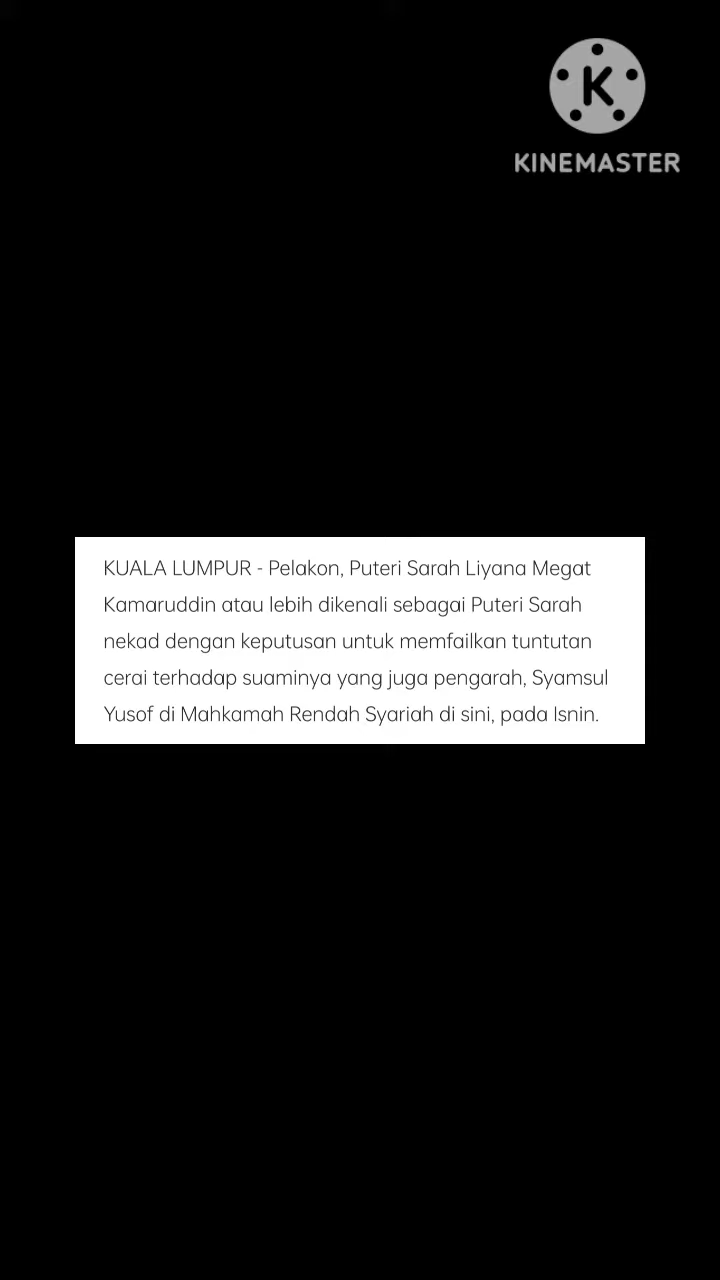 KINEMASTER
KUALA LUMPUR - Pelakon, Puteri Sarah Liyana Megat
Kamaruddin atau lebih dikenali sebagai Puteri Sarah
nekad dengan keputusan untuk memfailkan tuntutan
cerai terhadap suaminya yang juga pengarah, Syamsul
Yusof di Mahkamah Rendah Syariah di sini, pada Isnin.